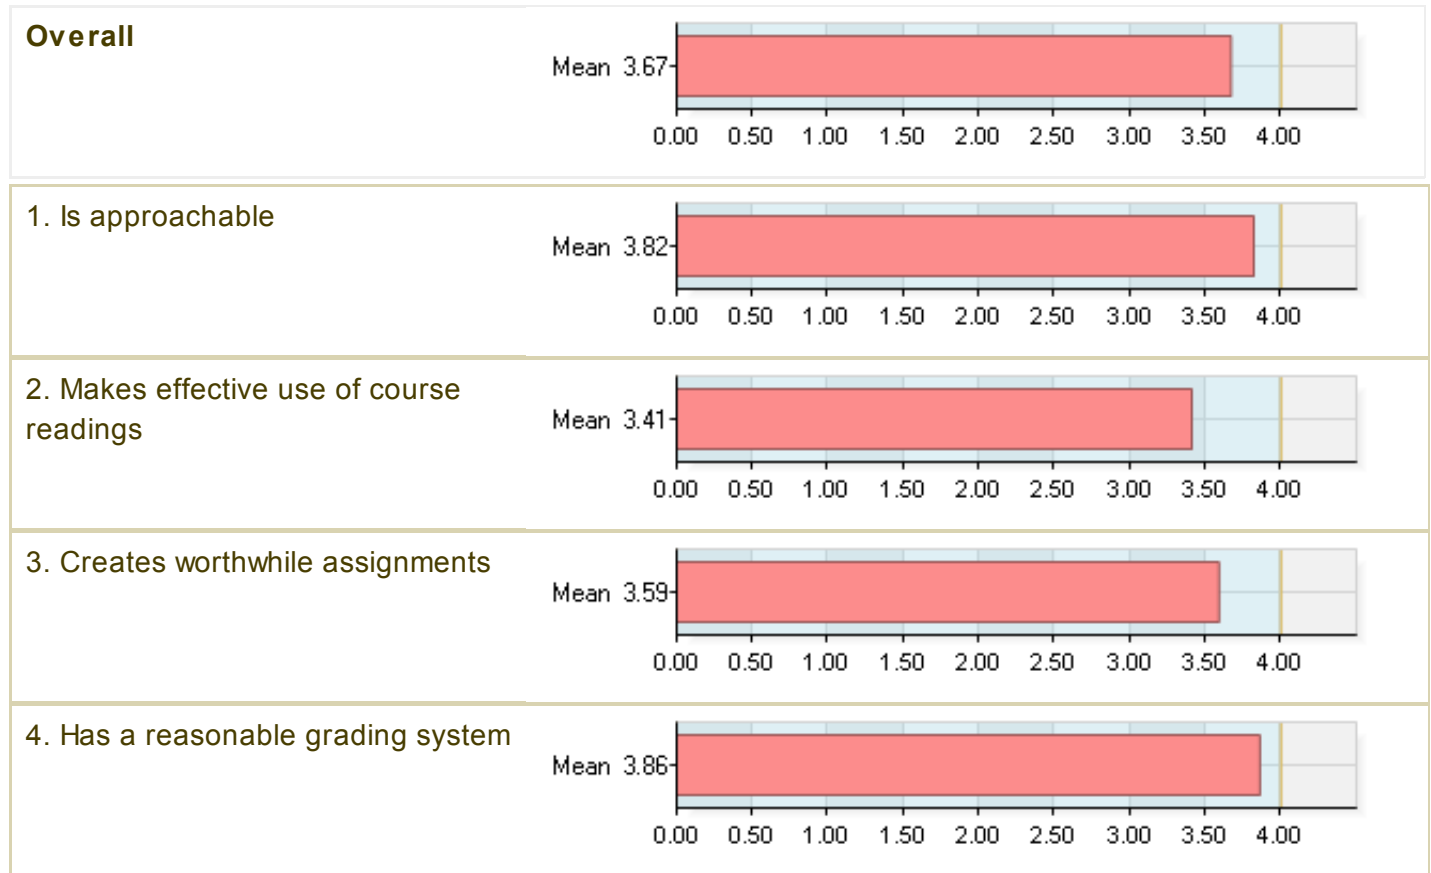 Overall
Mean 3.67
0.00 0.50 1.00 1.50 2.00 2.50 3.00 3.50 4.00
1. Is approachable
Mean 3.82
0.00 0.50 1.00 1.50 2.00 2.50 3.00 3.50 4.00
2. Makes effective use of course
readings
Mean 3.41
0.00 0.50 1.00 1.50 2.00 2.50 3.00 3.50 4.00
3. Creates worthwhile assignments
Mean 3.59
0.00 0.50 1.00 1.50 2.00 2.50 3.00 3.50 4.00
4. Has a reasonable grading system
Mean 3.86
0.00 0.50 1.00 1.50 2.00 2.50 3.00 3.50 4.00